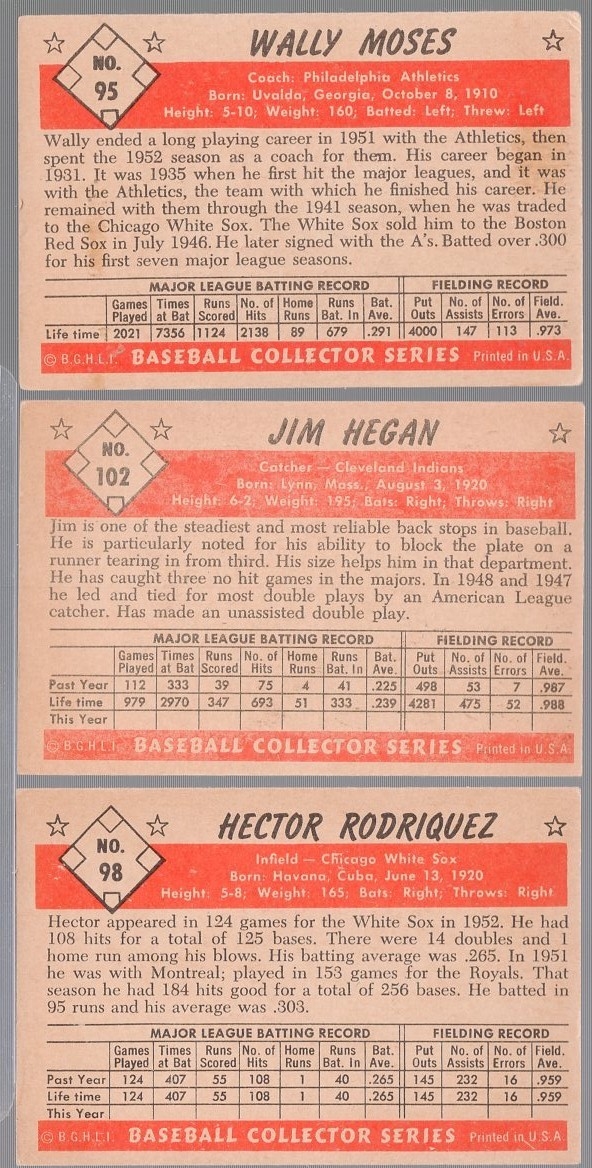 NO.
95
WALLY MOSES
Coach: Philadelphia Athletics
Born: Uvalda, Georgia, October 8, 1910
Height: 5-10; Weight: 160; Batted: Left; Threw: Left
Wally ended a long playing career in 1951 with the Athletics, then
spent the 1952 season as a coach for them. His career began in
1931. It was 1935 when he first hit the major leagues, and it was
with the Athletics, the team with which he finished his career. He
remained with them through the 1941 season, when he was traded
to the Chicago White Sox. The White Sox sold him to the Boston
Red Sox in July 1946. He later signed with the A's. Batted over .300
for his first seven major league seasons.
MAJOR LEAGUE BATTING RECORD FIELDING RECORD
Games Times Runs No. of Home Runs Bat. Put No. of No. of Field.
Played at Bat Scored Hits Runs Bat. In Ave. Outs Assists Errors Ave.
Life time 2021 7356 1124 2138 89 679 .291 4000 147 113 .973
© B.G.H.L.I. BASEBALL COLLECTOR SERIES Printed in U.S.A.
NO.
102
JIM HEGAN
Catcher — Cleveland Indians
Born: Lynn, Mass., August 3, 1920
Height: 6-2; Weight: 195; Bats: Right; Throws: Right
Jim is one of the steadiest and most reliable back stops in baseball.
He is particularly noted for his ability to block the plate on a
runner tearing in from third. His size helps him in that department.
He has caught three no hit games in the majors. In 1948 and 1947
he led and tied for most double plays by an American League
catcher. Has made an unassisted double play.
MAJOR LEAGUE BATTING RECORD FIELDING RECORD
Games Times Runs No. of Home Runs Bat. Put No. of No. of Field.
Played at Bat Scored Hits Runs Bat. In Ave. Outs Assists Errors Ave.
Past Year 112 333 39 75 4 41 .225 498 53 7 .987
Life time 979 2970 347 693 51 333 .239 4281 475 52 .988
This Year
© B.G.H.L.I. BASEBALL COLLECTOR SERIES Printed in U.S.A.
NO.
98
HECTOR RODRIQUEZ
Infield — Chicago White Sox
Born: Havana, Cuba, June 13, 1920
Height: 5-8; Weight: 165; Bats: Right; Throws: Right
Hector appeared in 124 games for the White Sox in 1952. He had
108 hits for a total of 125 bases. There were 14 doubles and 1
home run among his blows. His batting average was .265. In 1951
he was with Montreal; played in 153 games for the Royals. That
season he had 184 hits good for a total of 256 bases. He batted in
95 runs and his average was .303.
MAJOR LEAGUE BATTING RECORD FIELDING RECORD
Games Times Runs No. of Home Runs Bat. Put No. of No. of Field.
Played at Bat Scored Hits Runs Bat. In Ave. Outs Assists Errors Ave.
Past Year 124 407 55 108 1 40 .265 145 232 16 .959
Life time 124 407 55 108 1 40 .265 145 232 16 .959
This Year
© B.G.H.L.I. BASEBALL COLLECTOR SERIES Printed in U.S.A.